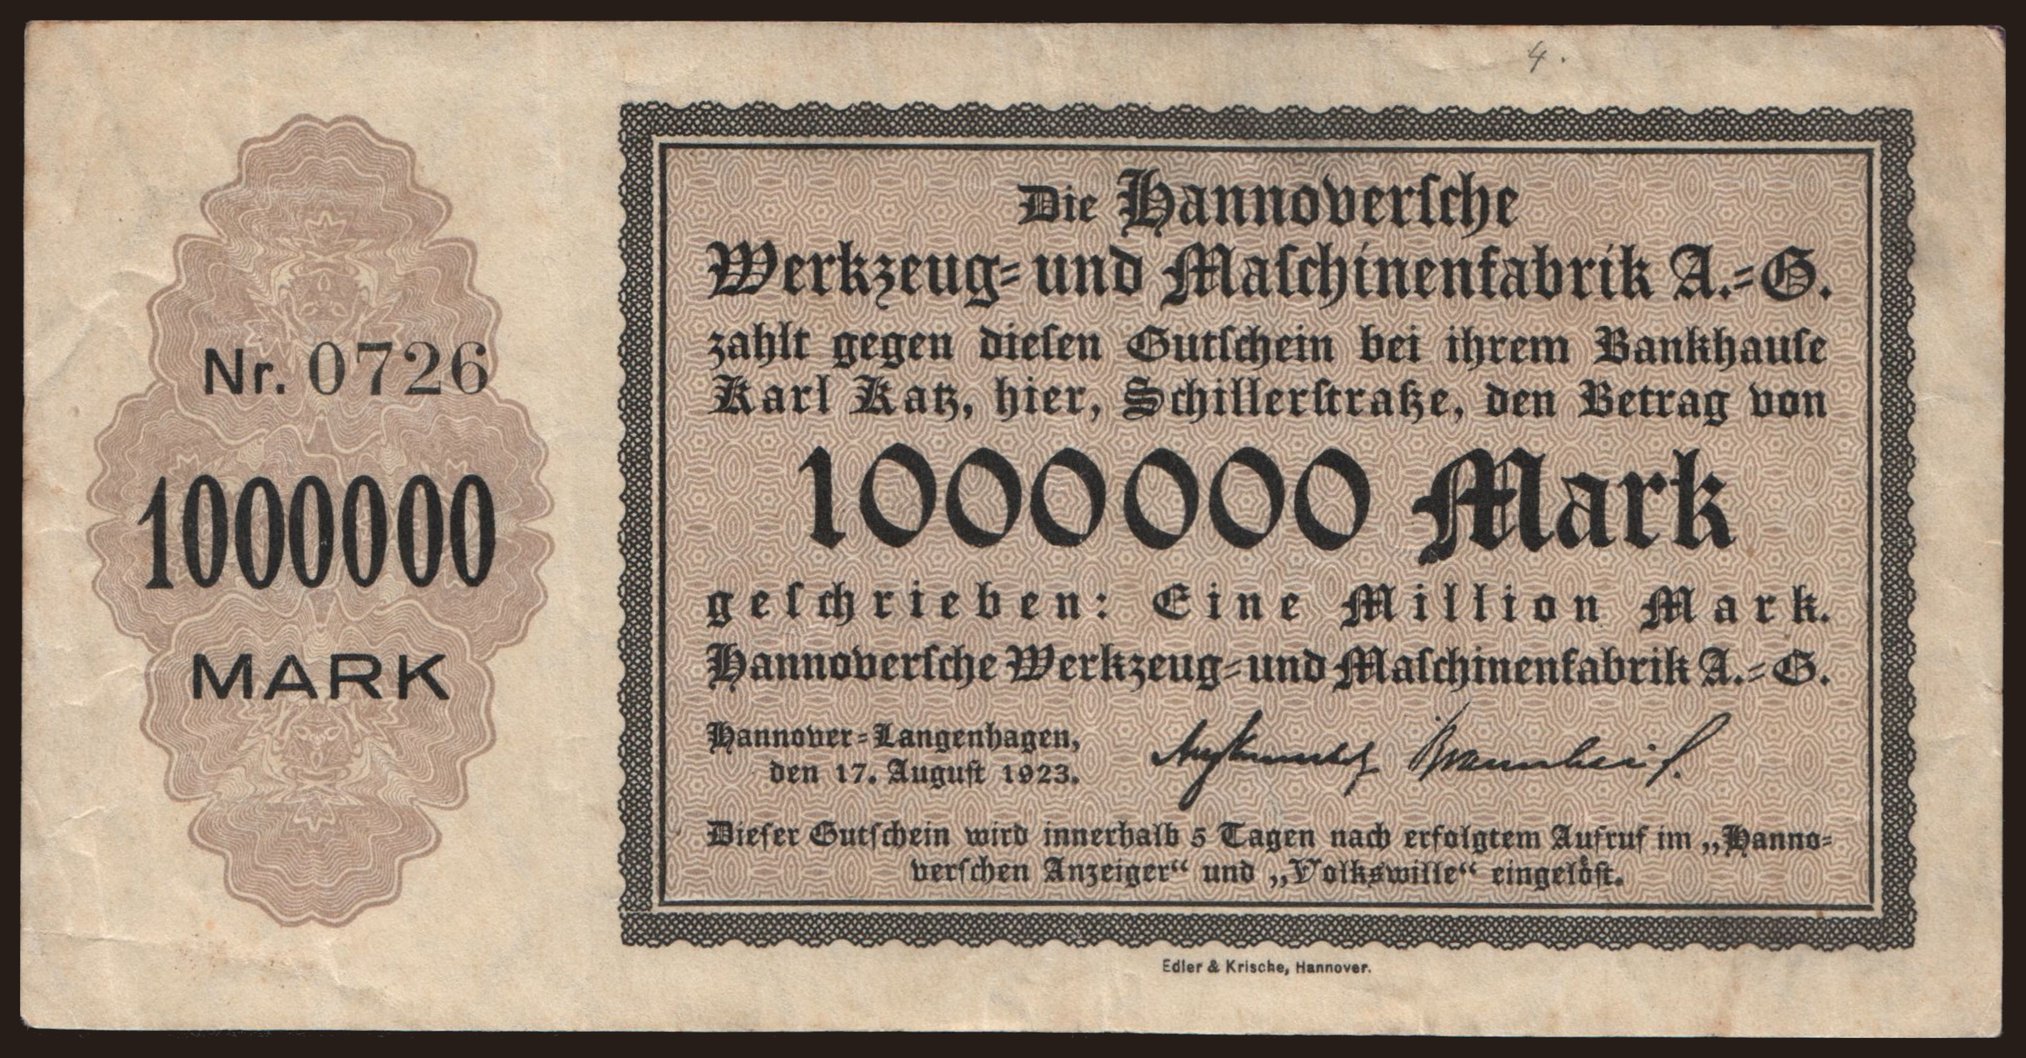 4.
Nr. 0726
1000000
MARK
Die Hannoversche
Werkzeug- und Maschinenfabrik A.-G.
zahlt gegen diesen Gutschein bei ihrem Bankhause
Karl Katz, hier, Schillerstraße, den Betrag von
1000000 Mark
geschrieben: Eine Million Mark.
Hannoversche Werkzeug- und Maschinenfabrik A.-G.
Hannover-Langenhagen,
den 17. August 1923.
Dieser Gutschein wird innerhalb 5 Tagen nach erfolgtem Aufruf im „Hanno-
verschen Anzeiger“ und „Volkswille“ eingelöst.
Edler & Krische, Hannover.